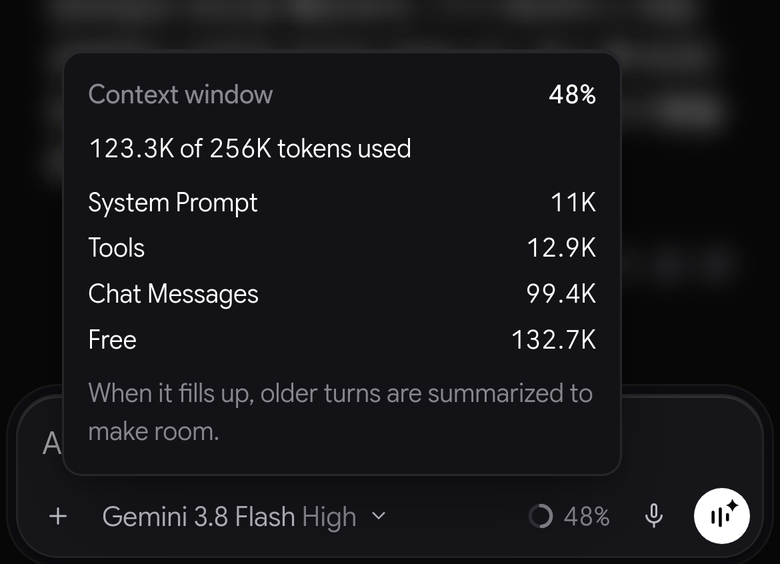 Context window 48%
123.3K of 256K tokens used
System Prompt 11K
Tools 12.9K
Chat Messages 99.4K
Free 132.7K
When it fills up, older turns are summarized to
make room.
A
Gemini 3.8 Flash High 48%